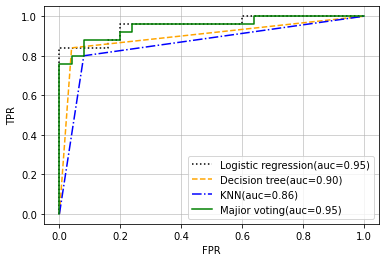 1.0
0.8
0.6
0.4
0.2
0.0
TPR
Logistic regression(auc=0.95)
Decision tree(auc=0.90)
KNN(auc=0.86)
Majior voting(auc=0.95)
0.0 0.2 0.4 0.6 0.8 1.0
FPR